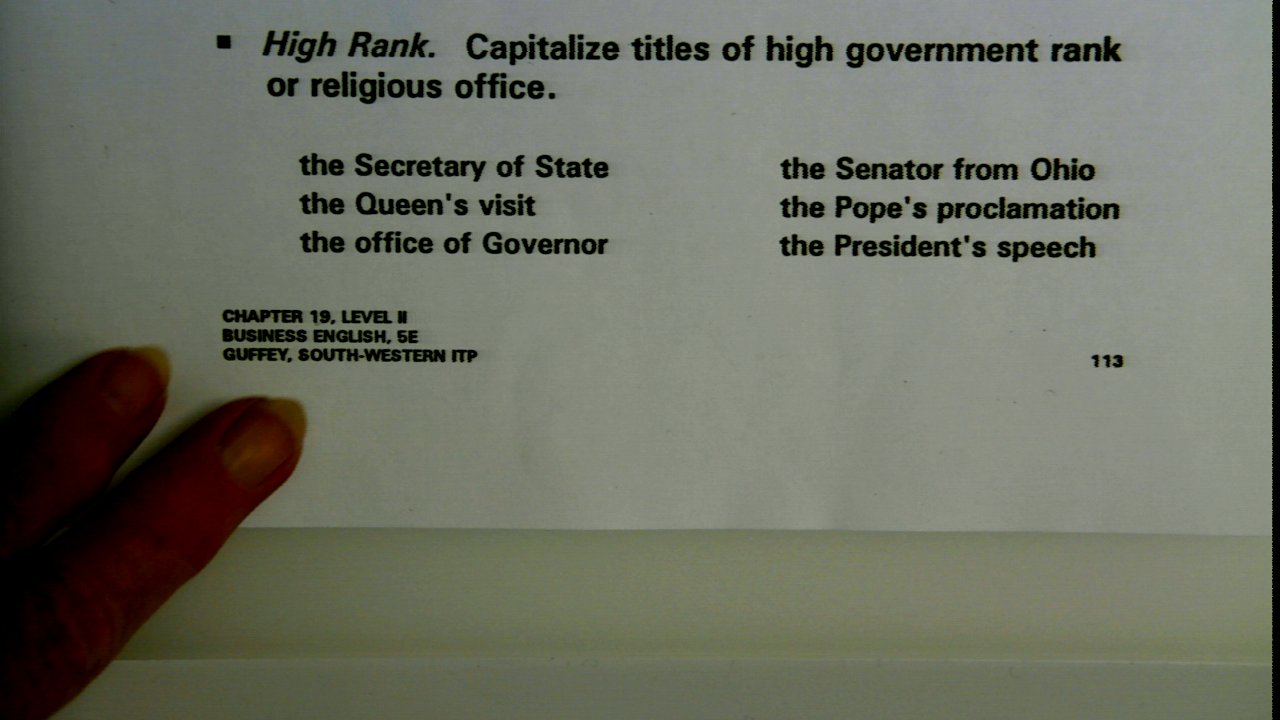 ▪ High Rank. Capitalize titles of high government rank
or religious office.
the Secretary of State
the Queen's visit
the office of Governor
the Senator from Ohio
the Pope's proclamation
the President's speech
CHAPTER 19, LEVEL II
BUSINESS ENGLISH, 5E
GUFFEY, SOUTH-WESTERN ITP
113